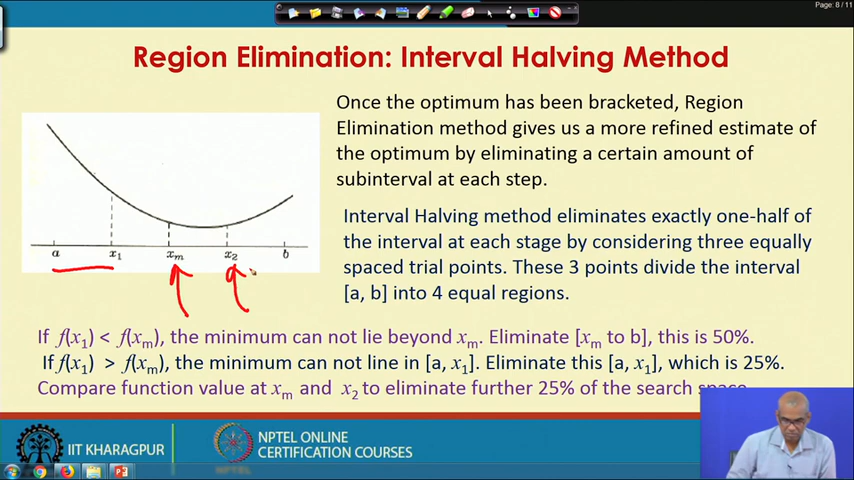 Page: 8 / 11
Region Elimination: Interval Halving Method
Once the optimum has been bracketed, Region
Elimination method gives us a more refined estimate of
the optimum by eliminating a certain amount of
subinterval at each step.
a x₁ xₘ x₂ b
Interval Halving method eliminates exactly one-half of
the interval at each stage by considering three equally
spaced trial points. These 3 points divide the interval
[a, b] into 4 equal regions.
If f(x₁) < f(xₘ), the minimum can not lie beyond xₘ. Eliminate [xₘ to b], this is 50%.
If f(x₁) > f(xₘ), the minimum can not line in [a, x₁]. Eliminate this [a, x₁], which is 25%.
Compare function value at xₘ and x₂ to eliminate further 25% of the search space.
IIT KHARAGPUR
NPTEL ONLINE
CERTIFICATION COURSES
NPTEL